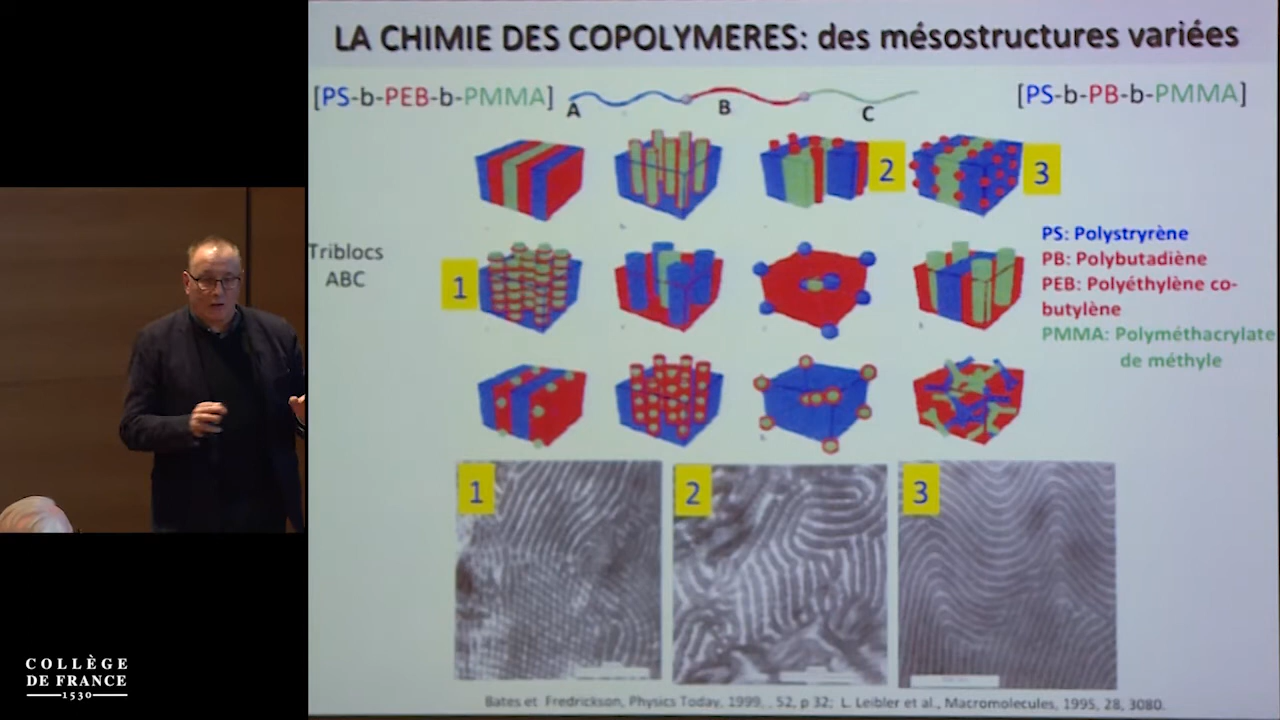 LA CHIMIE DES COPOLYMERES: des mésostructures variées
[PS-b-PEB-b-PMMA]
A
B
C
[PS-b-PB-b-PMMA]
2
3
Triblocs
ABC
1
PS: Polystryrène
PB: Polybutadiène
PEB: Polyéthylène co-
butylène
PMMA: Polyméthacrylate
de méthyle
1
2
3
Bates et Fredrickson, Physics Today, 1999, , 52, p 32; L. Leibler et al., Macromolecules, 1995, 28, 3080.
COLLÈGE
DE FRANCE
1530